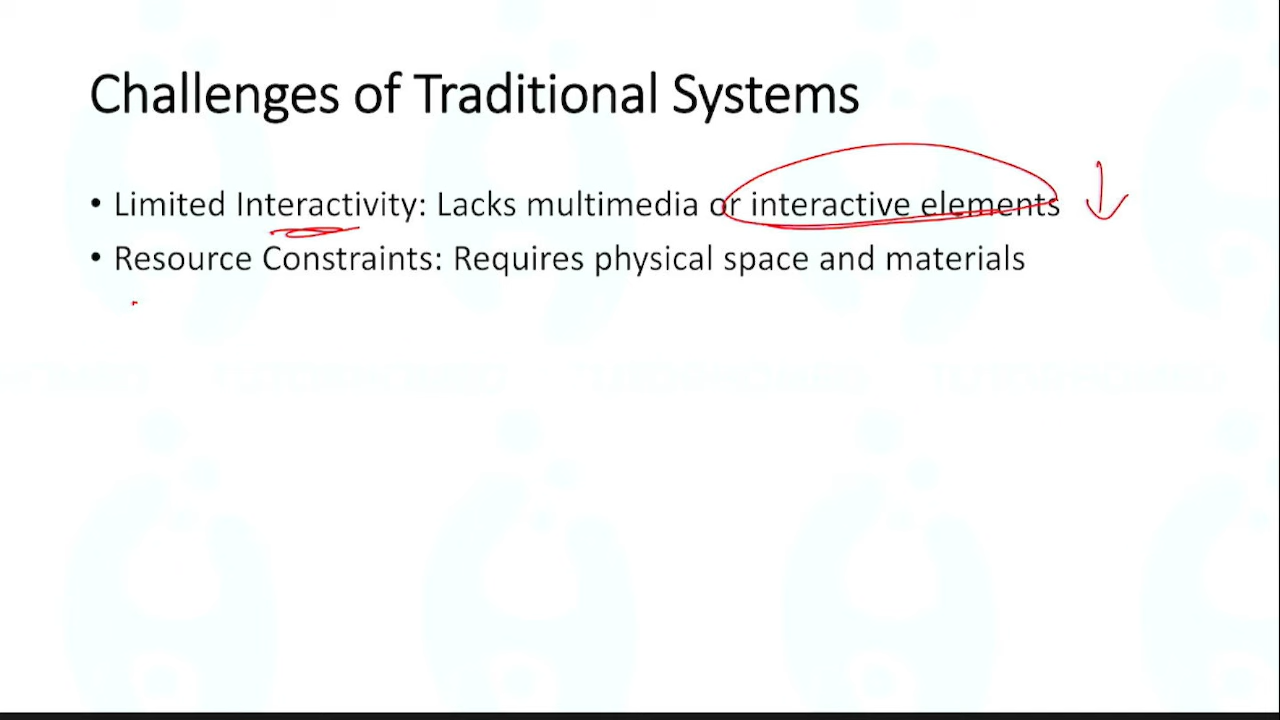 Challenges of Traditional Systems
• Limited Interactivity: Lacks multimedia or interactive elements
• Resource Constraints: Requires physical space and materials